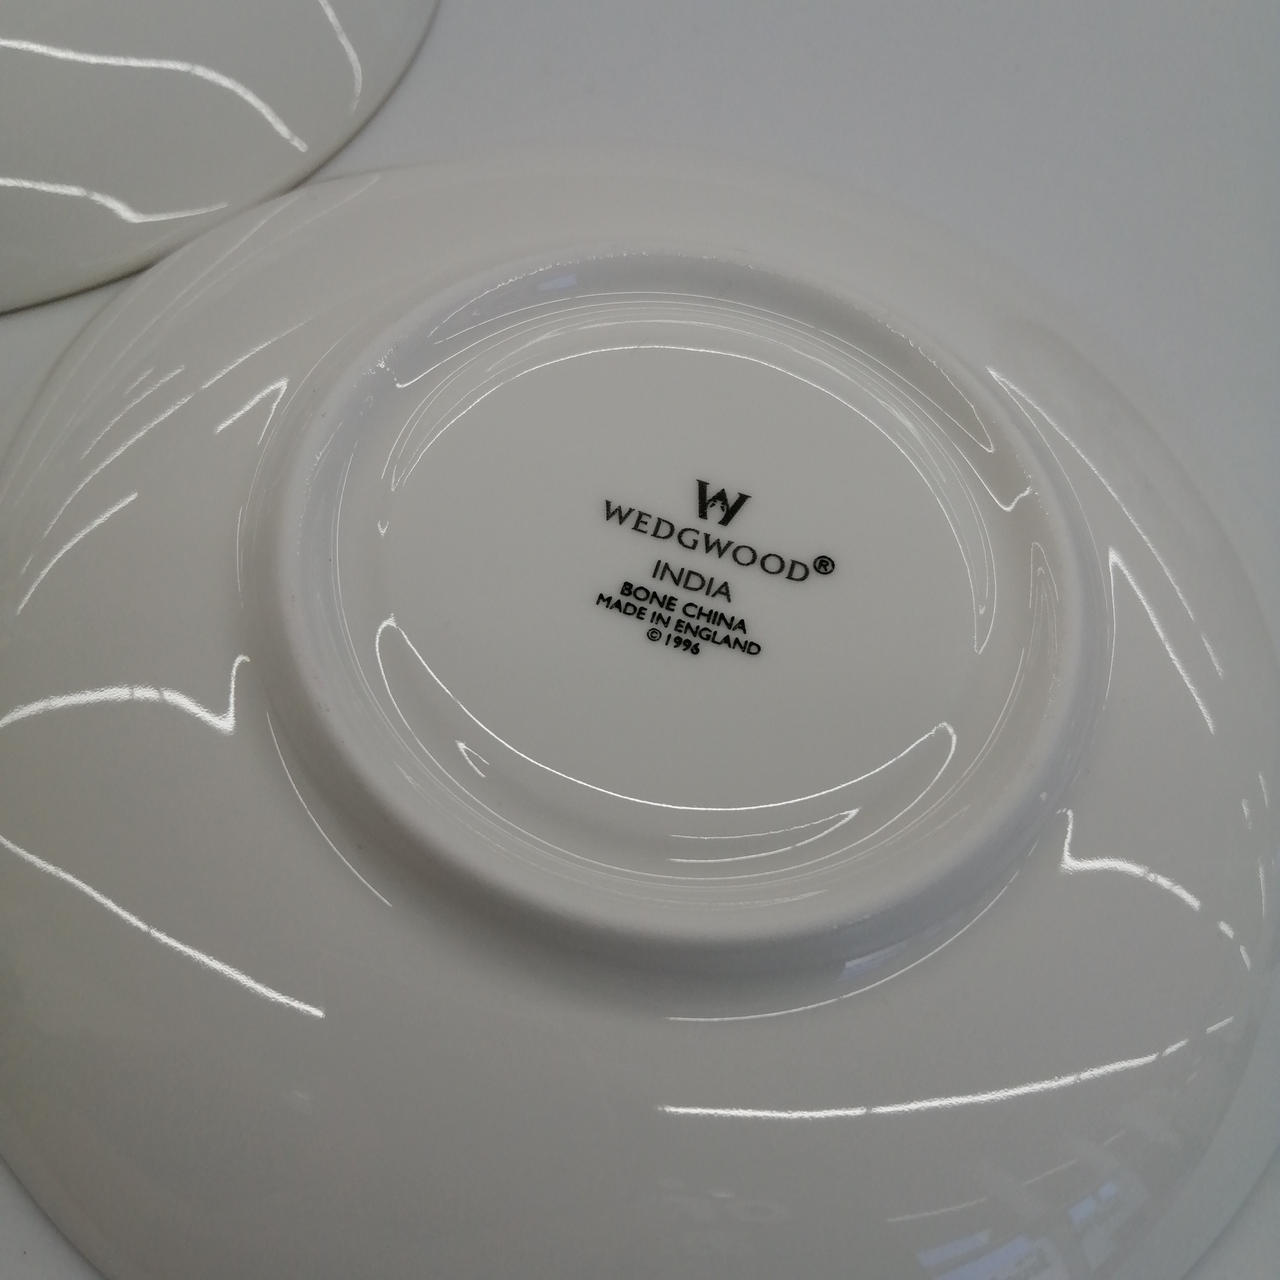 W
WEDGWOOD®
INDIA
BONE CHINA
MADE IN ENGLAND
© 1996